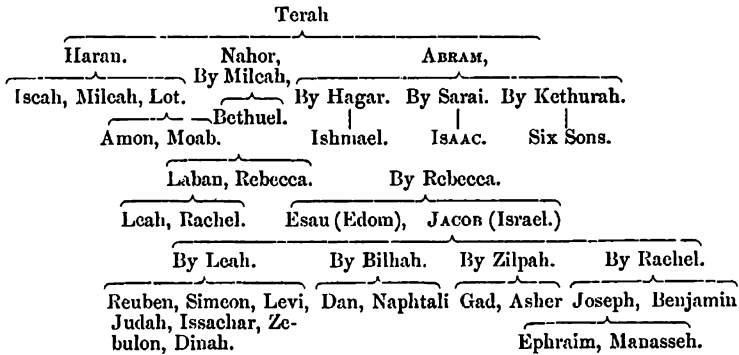 Terah
Haran. Nahor, ABRAM,
By Milcah,
Iscah, Milcah, Lot. By Hagar. By Sarai. By Kethurah.
Bethuel.
Amon, Moab. Ishmael. ISAAC. Six Sons.
Laban, Rebecca. By Rebecca.
Leah, Rachel. Esau (Edom), JACOB (Israel.)
By Leah. By Bilhah. By Zilpah. By Rachel.
Reuben, Simeon, Levi, Dan, Naphtali Gad, Asher Joseph, Benjamin
Judah, Issachar, Ze-
bulon, Dinah. Ephraim, Manasseh.